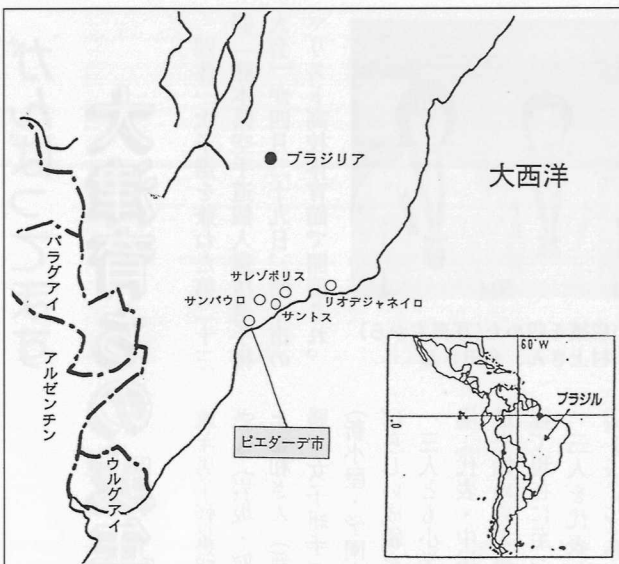 ブラジリア
大西洋
パラグアイ
サレゾポリス
サンパウロ
リオデジャネイロ
サントス
アルゼンチン
60°W
ブラジル
ピエダーデ市
ウルグアイ